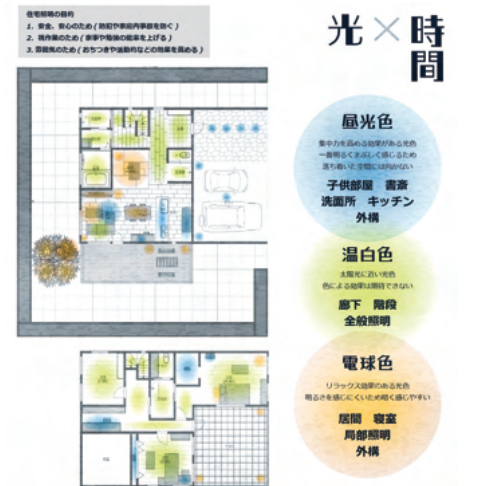 住宅照明の目的
1、安全、安心のため(防犯や家庭内事故を防ぐ)
2、視作業のため(家事や勉強の能率を上げる)
3、雰囲気のため(おちつきや活動的などの効果を高める)
光×時間
昼光色
集中力を高める効果がある光色
一番明るくまぶしく感じるため
落ち着いた空間には向かない
子供部屋 書斎
洗面所 キッチン
外構
温白色
太陽光に近い光色
色による効果は期待できない
廊下 階段
全般照明
電球色
リラックス効果のある光色
明るさを感じにくいため暗く感じやすい
居間 寝室
局部照明
外構